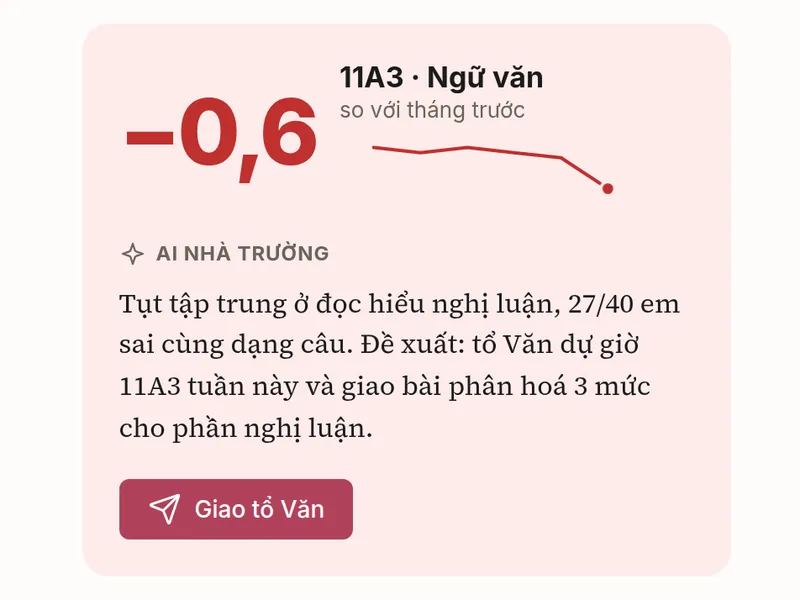 −0,6
11A3 · Ngữ văn
so với tháng trước
AI NHÀ TRƯỜNG
Tụt tập trung ở đọc hiểu nghị luận, 27/40 em
sai cùng dạng câu. Đề xuất: tổ Văn dự giờ
11A3 tuần này và giao bài phân hoá 3 mức
cho phần nghị luận.
Giao tổ Văn